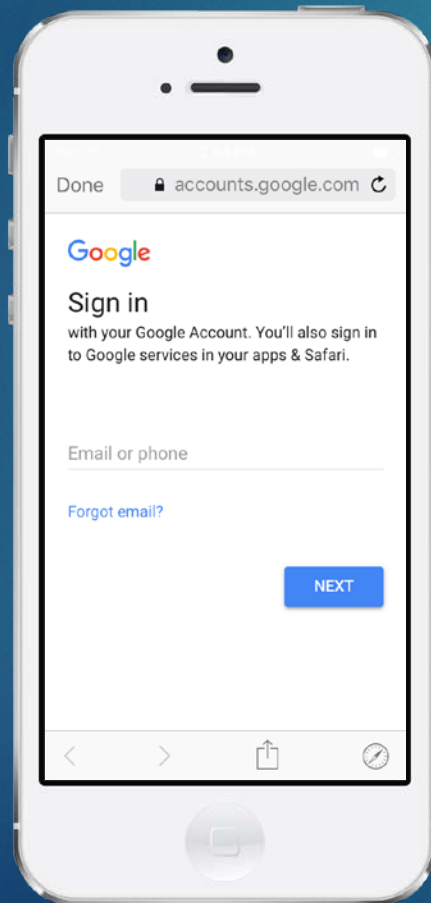 Done accounts.google.com
Google
Sign in
with your Google Account. You'll also sign in
to Google services in your apps & Safari.
Email or phone
Forgot email?
NEXT